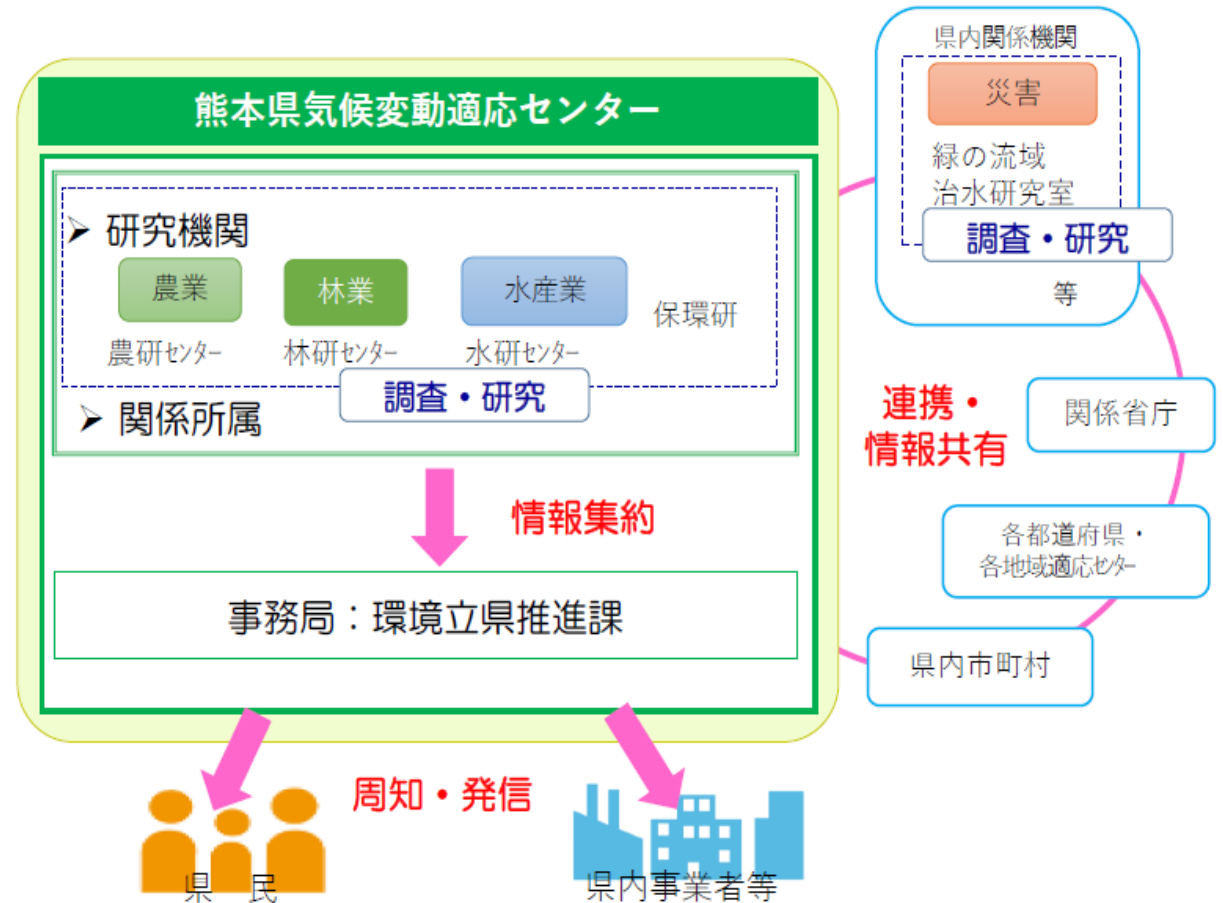 熊本県気候変動適応センター
➤ 研究機関
農業
林業
水産業
保環研
農研ｾﾝﾀｰ
林研ｾﾝﾀｰ
水研ｾﾝﾀｰ
調査・研究
➤ 関係所属
情報集約
事務局：環境立県推進課
周知・発信
県　民
県内事業者等
県内関係機関
災害
緑の流域
治水研究室
調査・研究
等
連携・
情報共有
関係省庁
各都道府県・
各地域適応ｾﾝﾀｰ
県内市町村